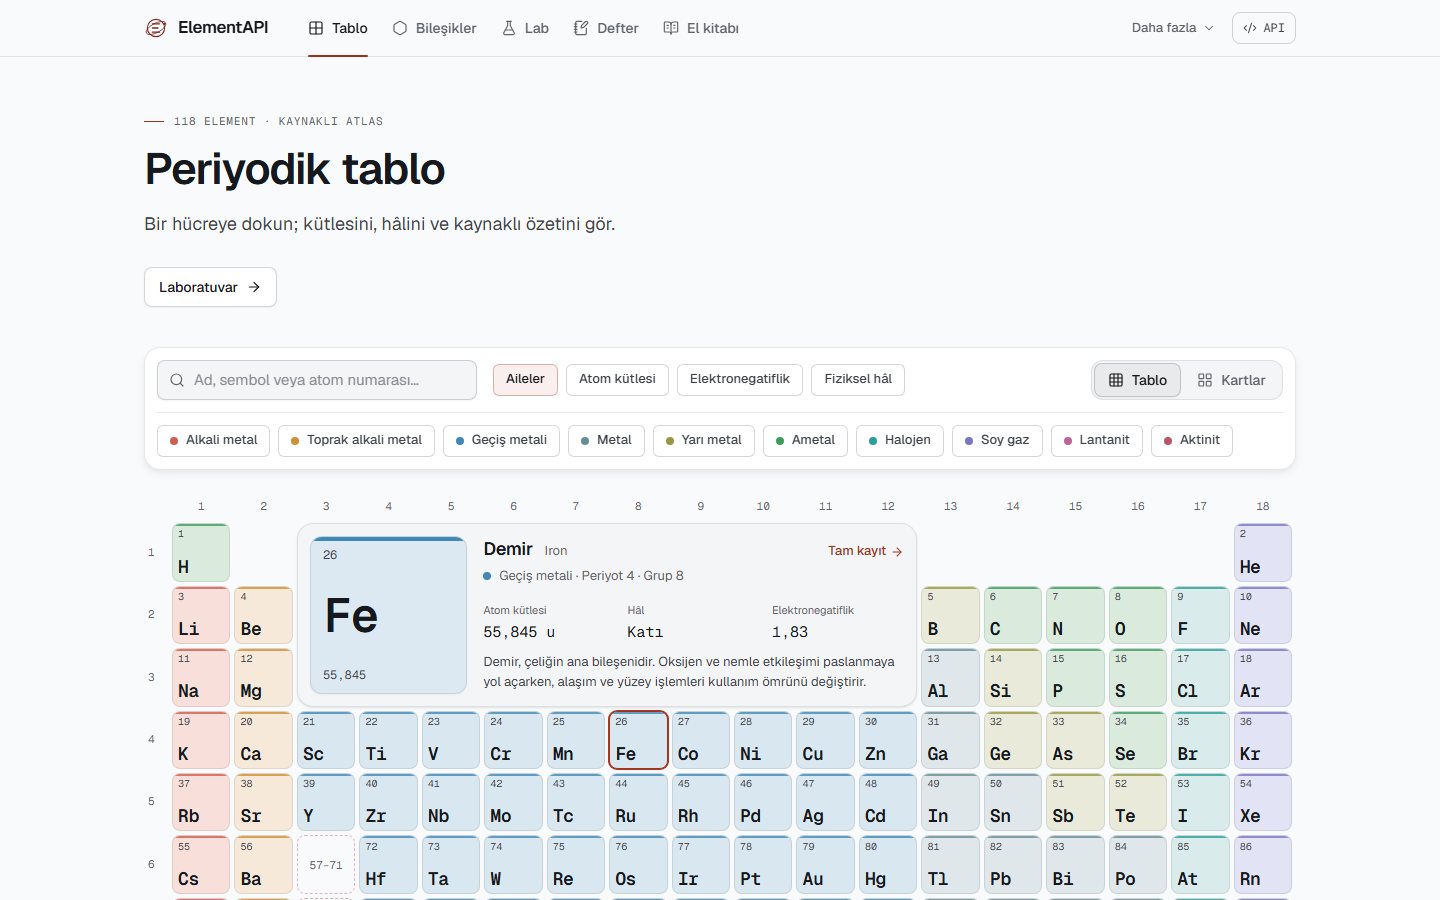 ElementAPI Tablo Bileşikler Lab Defter El kitabı Daha fazla API
118 ELEMENT · KAYNAKLI ATLAS
Periyodik tablo
Bir hücreye dokun; kütlesini, hâlini ve kaynaklı özetini gör.
Laboratuvar →
Ad, sembol veya atom numarası... Aileler Atom kütlesi Elektronegatiflik Fiziksel hâl Tablo Kartlar
Alkali metal Toprak alkali metal Geçiş metali Metal Yarı metal Ametal Halojen Soy gaz Lantanit Aktinit
1 2 3 4 5 6 7 8 9 10 11 12 13 14 15 16 17 18
1
1 2
H He
26
Fe
55,845
Demir Iron Tam kayıt →
Geçiş metali · Periyot 4 · Grup 8
Atom kütlesi Hâl Elektronegatiflik
55,845 u Katı 1,83
Demir, çeliğin ana bileşenidir. Oksijen ve nemle etkileşimi paslanmaya
yol açarken, alaşım ve yüzey işlemleri kullanım ömrünü değiştirir.
2
3 4 5 6 7 8 9 10
Li Be B C N O F Ne
3
11 12 13 14 15 16 17 18
Na Mg Al Si P S Cl Ar
4
19 20 21 22 23 24 25 26 27 28 29 30 31 32 33 34 35 36
K Ca Sc Ti V Cr Mn Fe Co Ni Cu Zn Ga Ge As Se Br Kr
5
37 38 39 40 41 42 43 44 45 46 47 48 49 50 51 52 53 54
Rb Sr Y Zr Nb Mo Tc Ru Rh Pd Ag Cd In Sn Sb Te I Xe
6
55 56 57-71 72 73 74 75 76 77 78 79 80 81 82 83 84 85 86
Cs Ba Hf Ta W Re Os Ir Pt Au Hg Tl Pb Bi Po At Rn